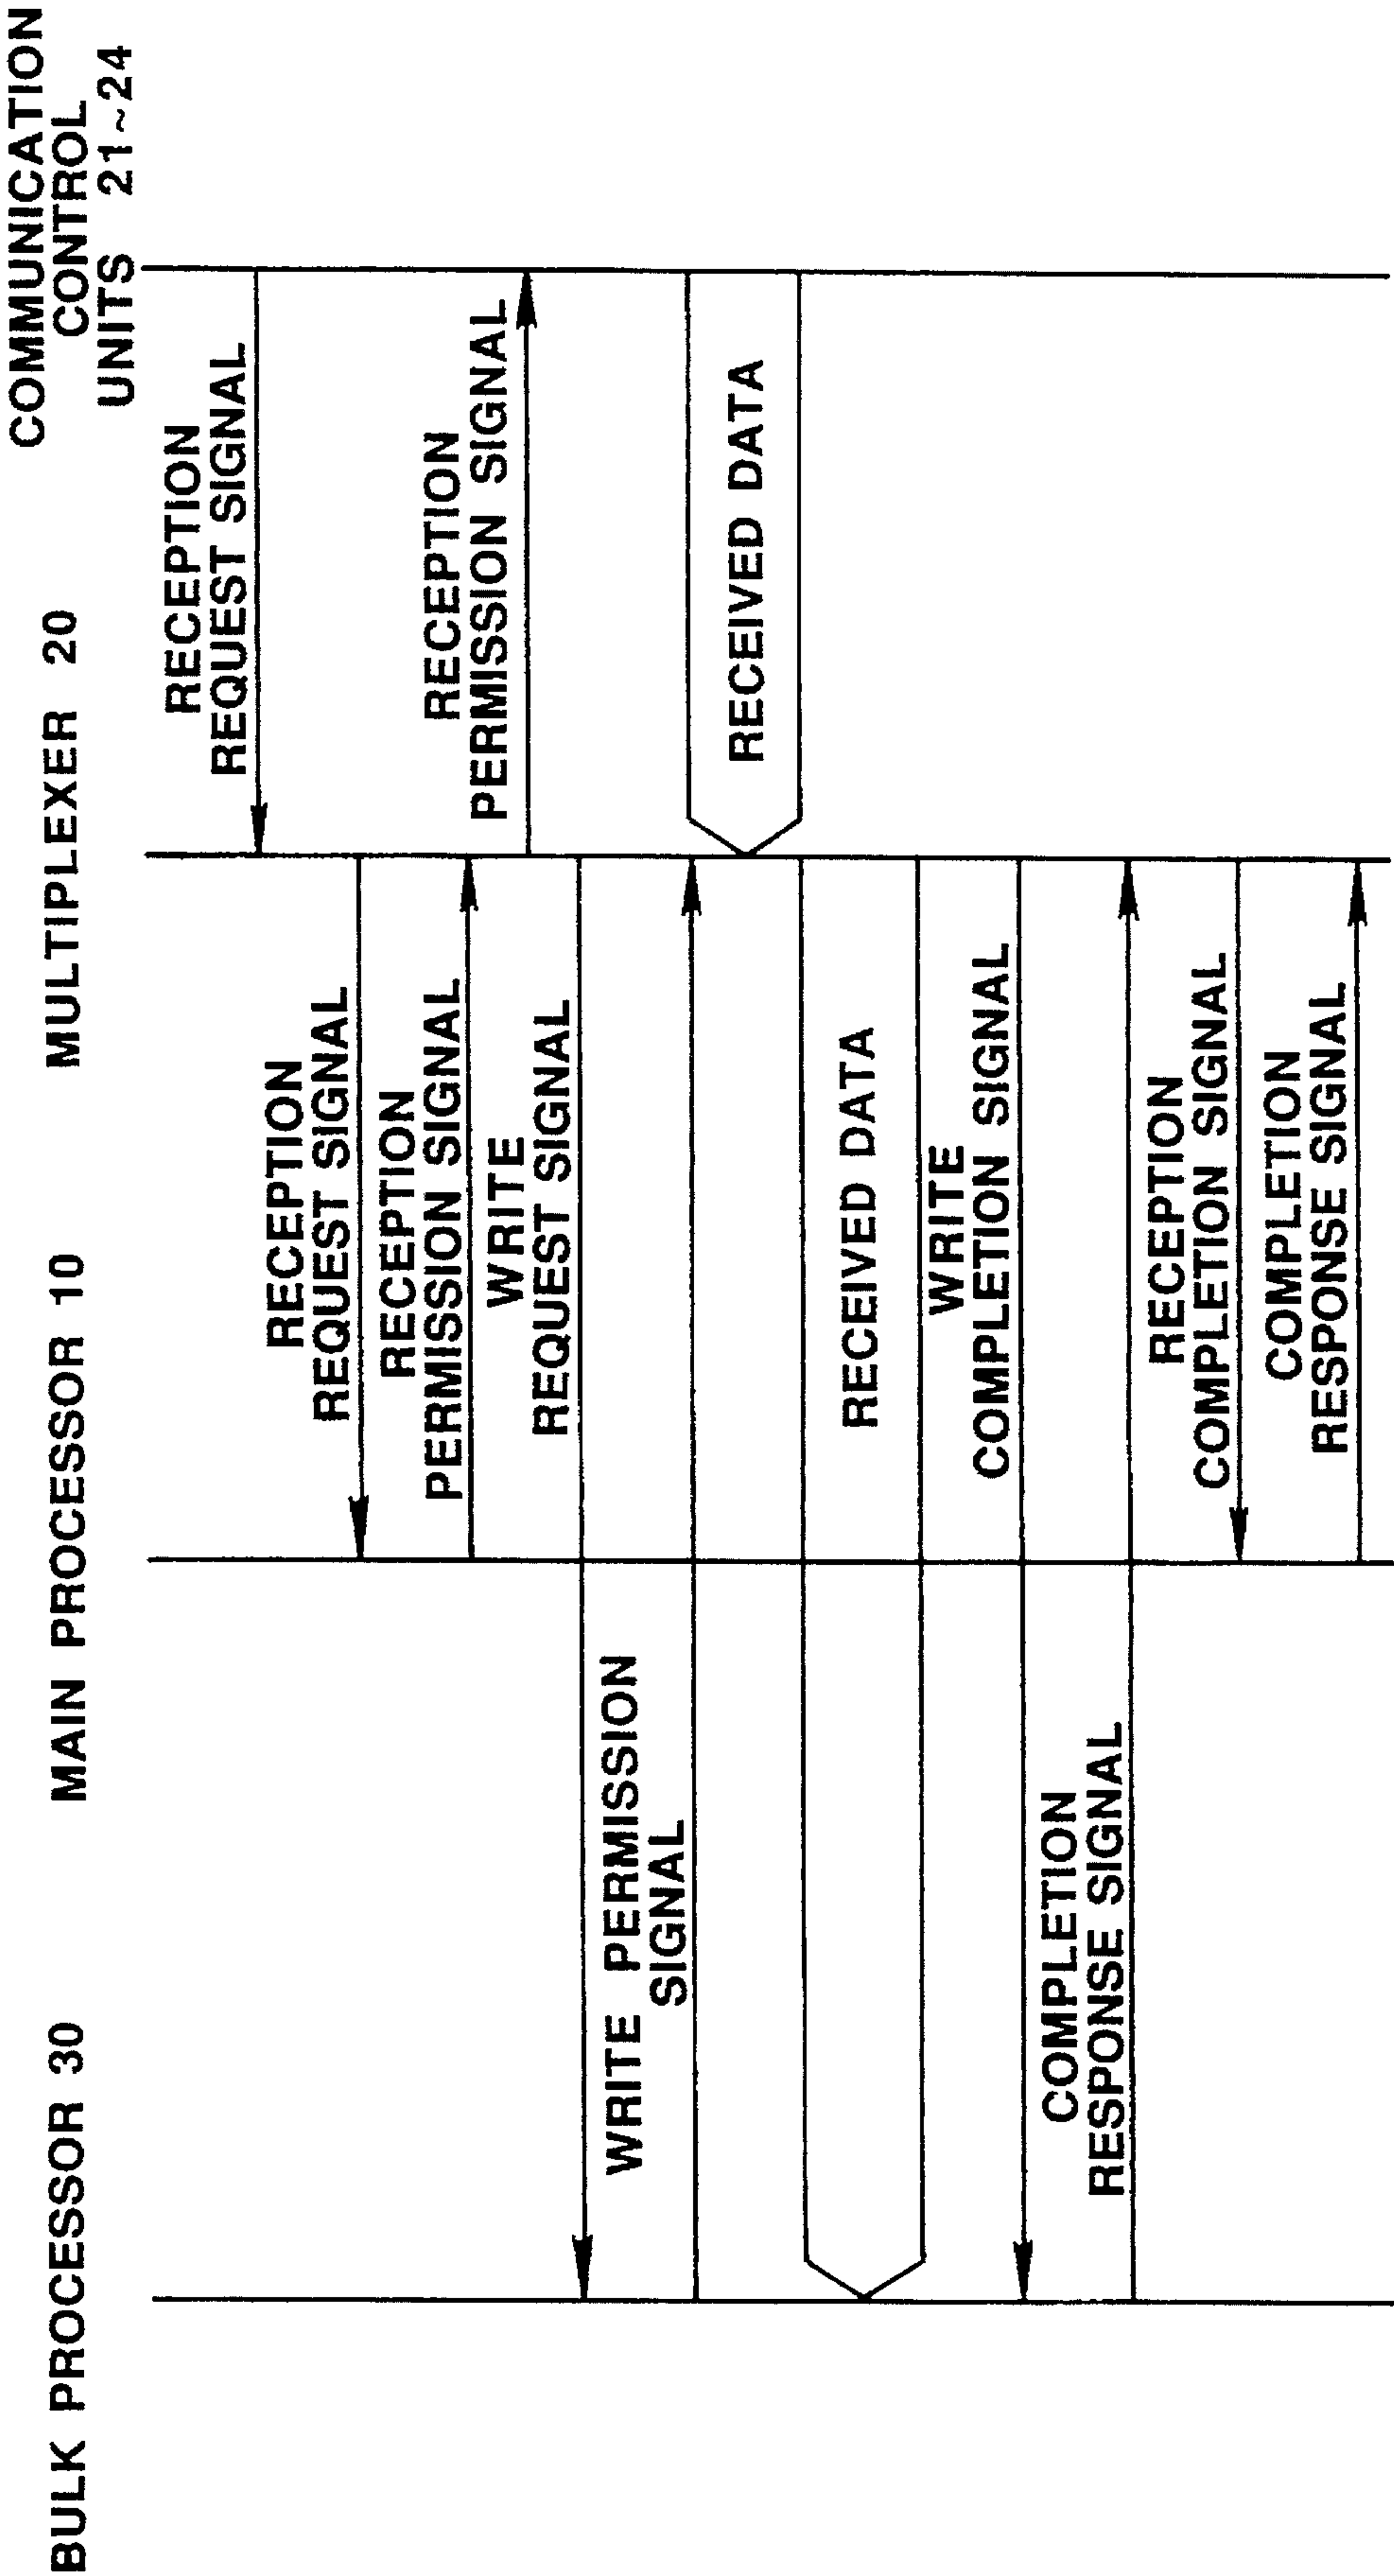 BULK PROCESSOR 30
MAIN PROCESSOR 10
MULTIPLEXER 20
COMMUNICATION
CONTROL
UNITS 21~24
RECEPTION
REQUEST SIGNAL
RECEPTION
REQUEST SIGNAL
RECEPTION
PERMISSION SIGNAL
RECEPTION
PERMISSION SIGNAL
WRITE
REQUEST SIGNAL
WRITE PERMISSION
SIGNAL
RECEIVED DATA
RECEIVED DATA
WRITE
COMPLETION SIGNAL
COMPLETION
RESPONSE SIGNAL
RECEPTION
COMPLETION SIGNAL
COMPLETION
RESPONSE SIGNAL